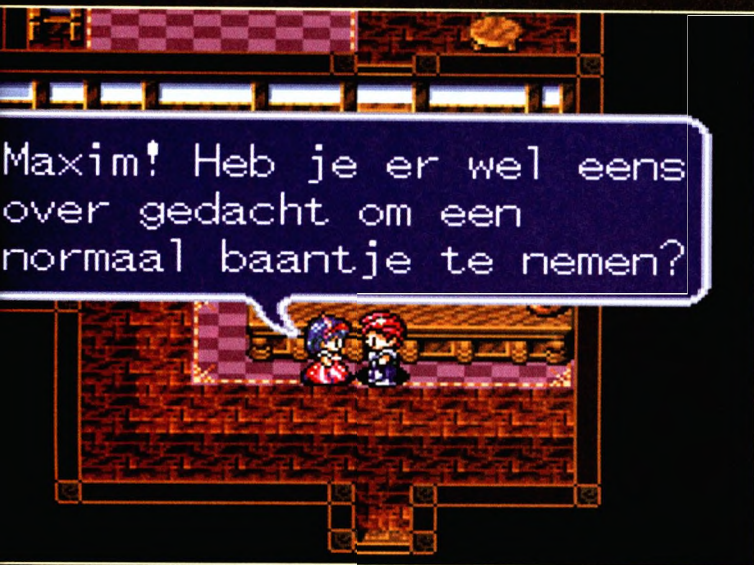 Maxim! Heb je er wel eens
over gedacht om een
normaal baantje te nemen?